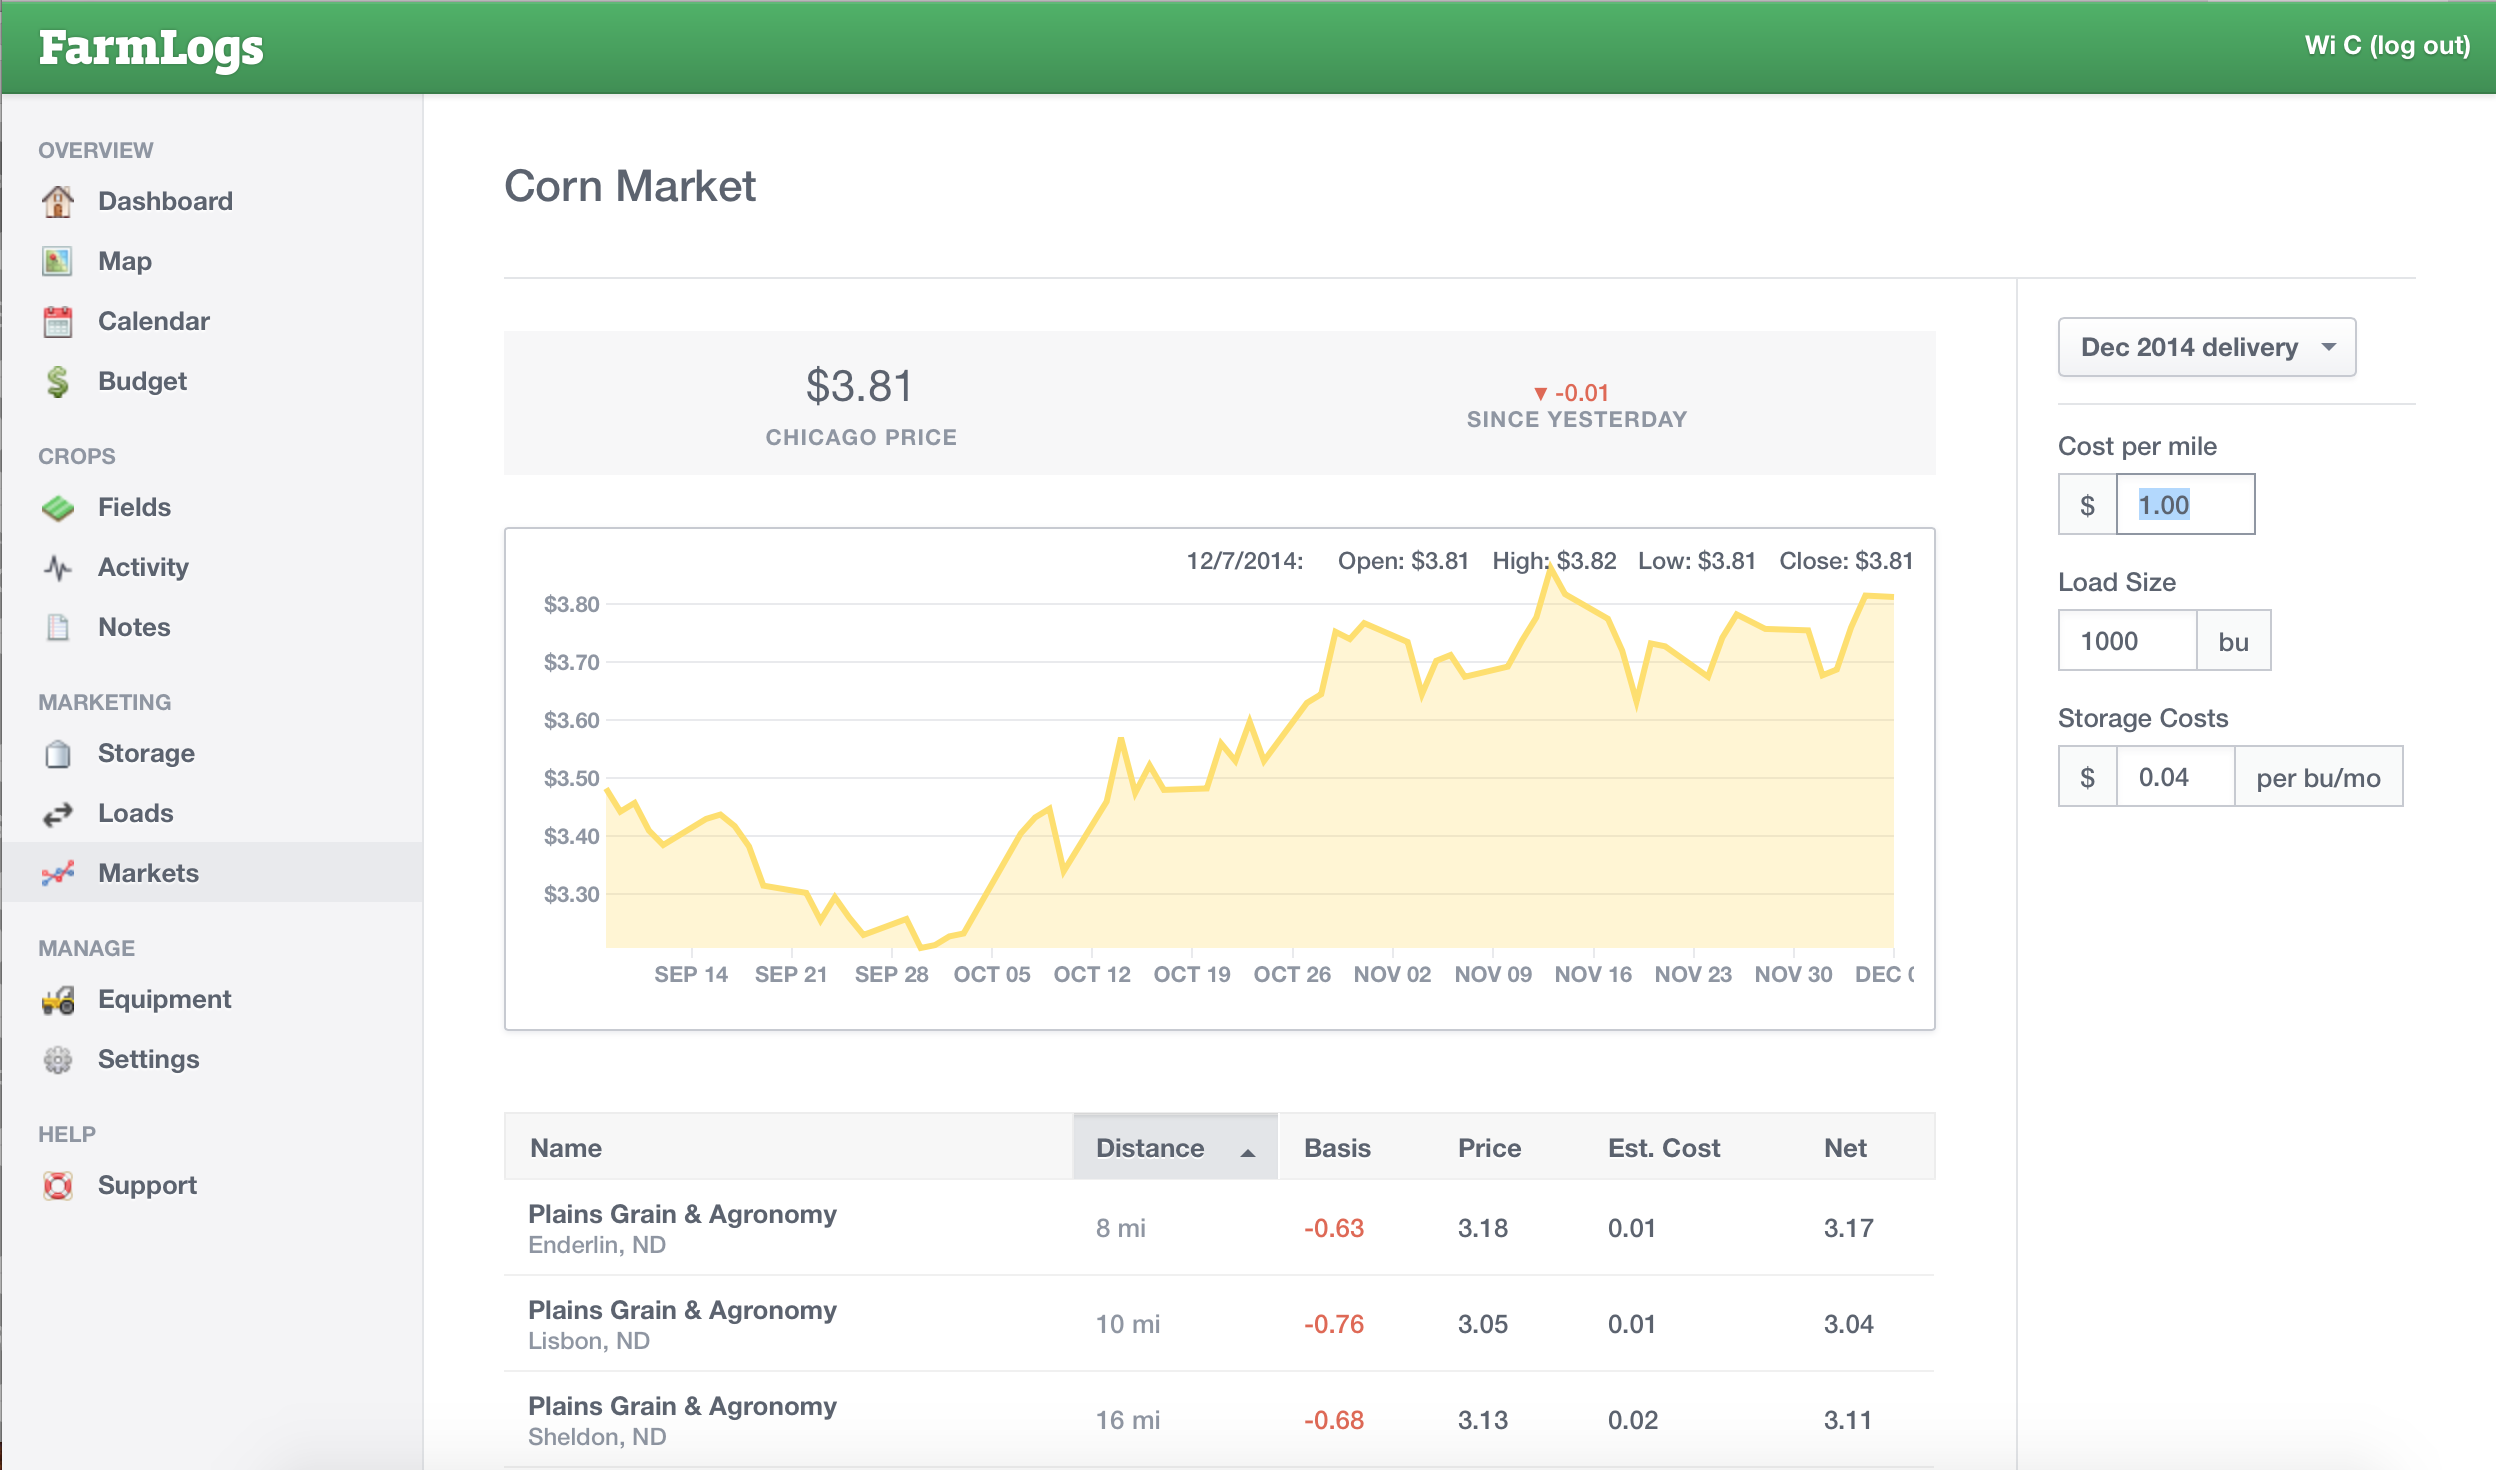 FarmLogs
Wi C (log out)
OVERVIEW
Dashboard
Map
Calendar
Budget
CROPS
Fields
Activity
Notes
MARKETING
Storage
Loads
Markets
MANAGE
Equipment
Settings
HELP
Support
Corn Market
$3.81
CHICAGO PRICE
▼ -0.01
SINCE YESTERDAY
12/7/2014: Open: $3.81 High: $3.82 Low: $3.81 Close: $3.81
$3.80
$3.70
$3.60
$3.50
$3.40
$3.30
SEP 14 SEP 21 SEP 28 OCT 05 OCT 12 OCT 19 OCT 26 NOV 02 NOV 09 NOV 16 NOV 23 NOV 30 DEC
Name Distance Basis Price Est. Cost Net
Plains Grain & Agronomy
Enderlin, ND
8 mi -0.63 3.18 0.01 3.17
Plains Grain & Agronomy
Lisbon, ND
10 mi -0.76 3.05 0.01 3.04
Plains Grain & Agronomy
Sheldon, ND
16 mi -0.68 3.13 0.02 3.11
Dec 2014 delivery
Cost per mile
$ 1.00
Load Size
1000 bu
Storage Costs
$ 0.04 per bu/mo